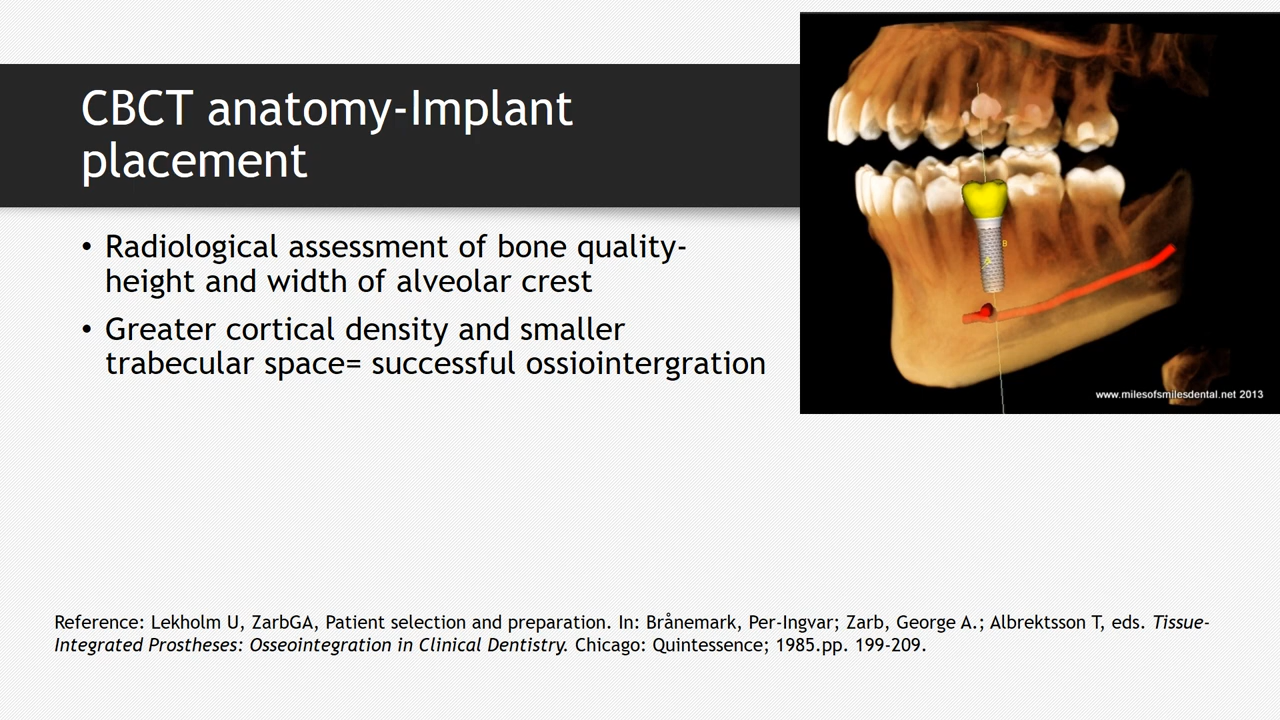 CBCT anatomy-Implant
placement
• Radiological assessment of bone quality-
height and width of alveolar crest
• Greater cortical density and smaller
trabecular space= successful ossiointergration
B
www.milesofsmilesdental.net 2013
Reference: Lekholm U, ZarbGA, Patient selection and preparation. In: Brånemark, Per-Ingvar; Zarb, George A.; Albrektsson T, eds. Tissue-
Integrated Prostheses: Osseointegration in Clinical Dentistry. Chicago: Quintessence; 1985.pp. 199-209.